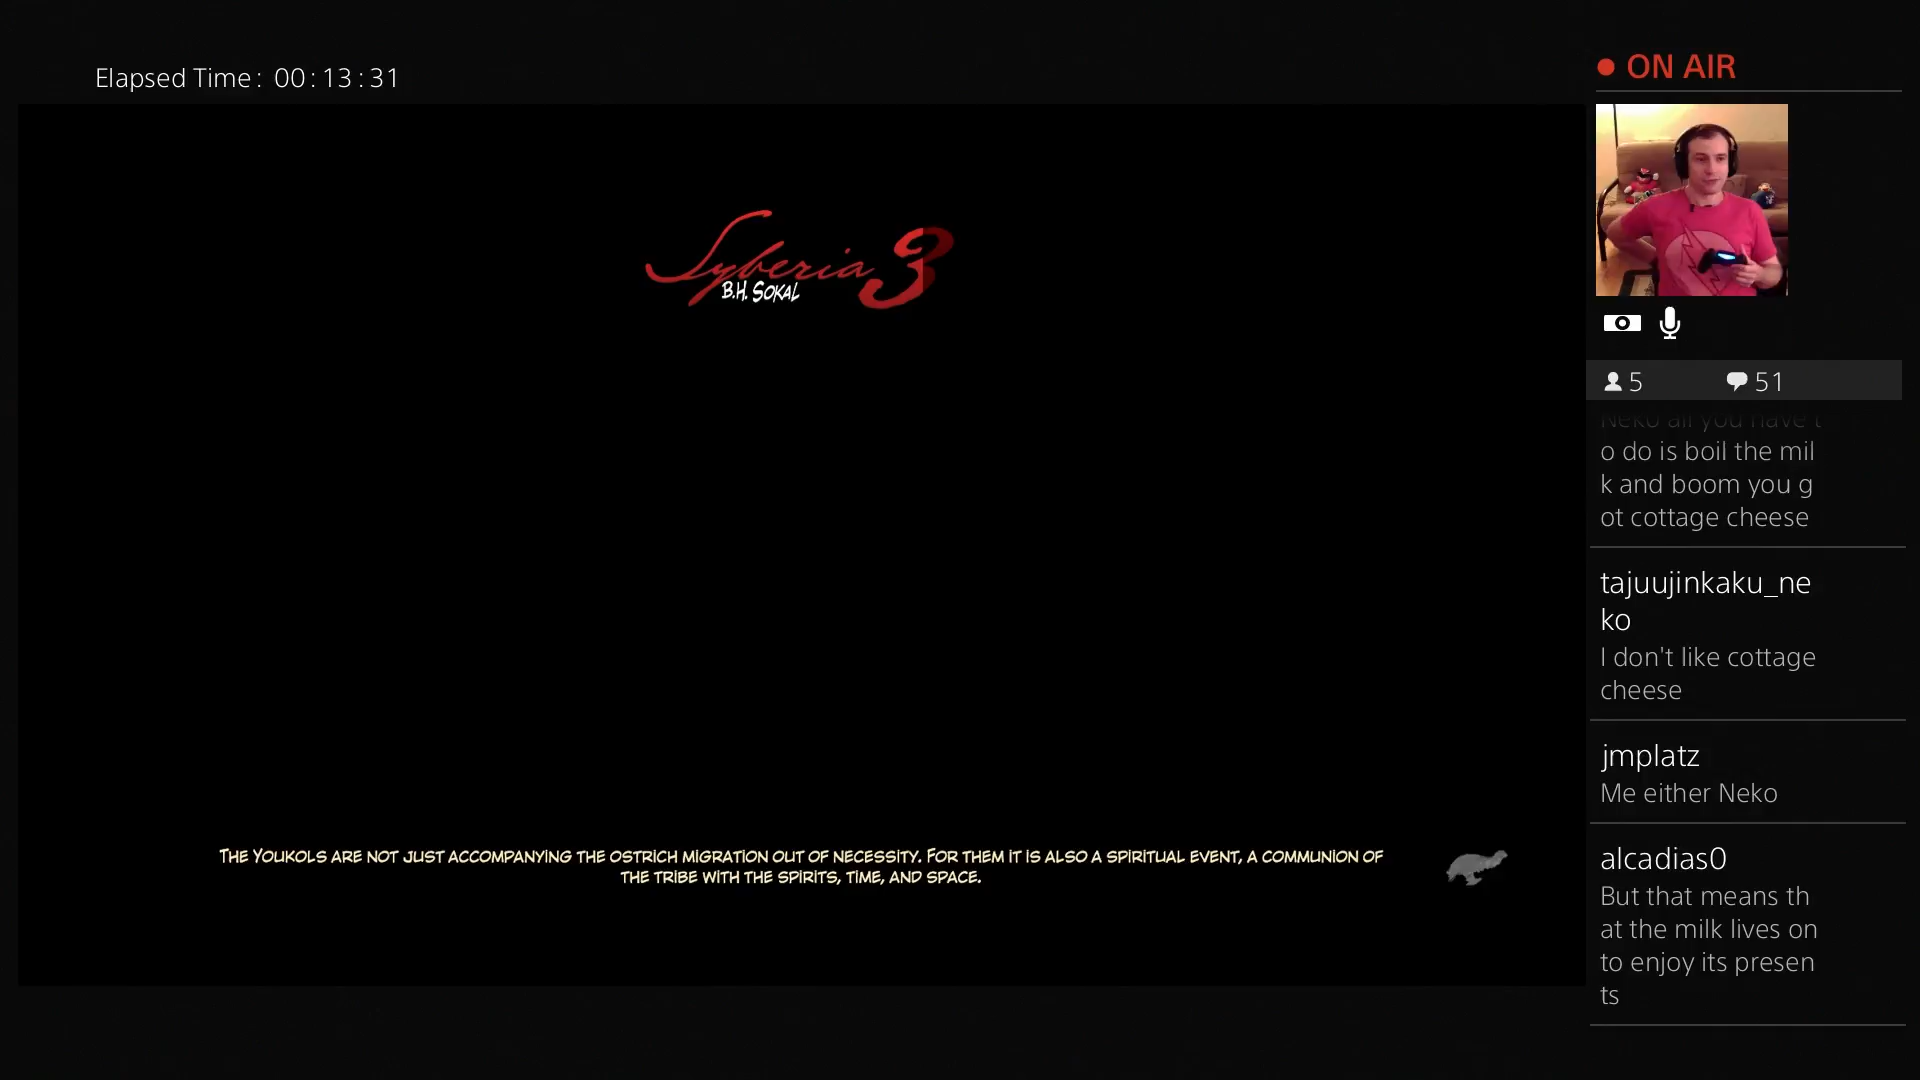 Elapsed Time: 00:13:31
ON AIR
Syberia 3
B.H. SOKAL
5
51
Neko all you have t
o do is boil the mil
k and boom you g
ot cottage cheese
tajuujinkaku_ne
ko
I don't like cottage
cheese
jmplatz
Me either Neko
alcadias0
But that means th
at the milk lives on
to enjoy its presen
ts
THE YOUKOLS ARE NOT JUST ACCOMPANYING THE OSTRICH MIGRATION OUT OF NECESSITY. FOR THEM IT IS ALSO A SPIRITUAL EVENT, A COMMUNION OF
THE TRIBE WITH THE SPIRITS, TIME, AND SPACE.